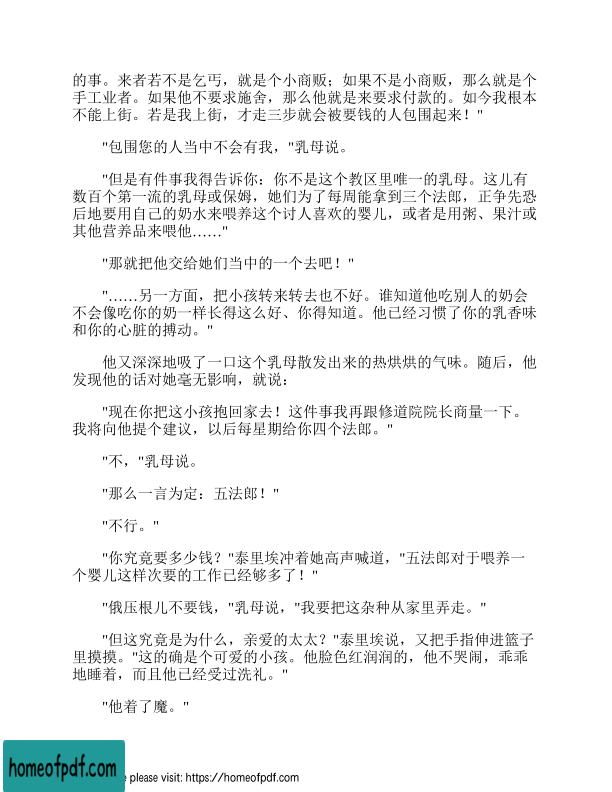 的事。来者若不是乞丐，就是个小商贩；如果不是小商贩，那么就是个
手工业者。如果他不要求施舍，那么他就是来要求付款的。如今我根本
不能上街。若是我上街，才走三步就会被要钱的人包围起来！"
"包围您的人当中不会有我，"乳母说。
"但是有件事我得告诉你：你不是这个教区里唯一的乳母。这儿有
数百个第一流的乳母或保姆，她们为了每周能拿到三个法郎，正争先恐
后地要用自己的奶水来喂养这个讨人喜欢的婴儿，或者是用粥、果汁或
其他营养品来喂他……"
"那就把他交给她们当中的一个去吧！"
"……另一方面，把小孩转来转去也不好。谁知道他吃别人的奶会
不会像吃你的奶一样长得这么好、你得知道。他已经习惯了你的乳香味
和你的心脏的搏动。"
他又深深地吸了一口这个乳母散发出来的热烘烘的气味。随后，他
发现他的话对她毫无影响，就说：
"现在你把这小孩抱回家去！这件事我再跟修道院院长商量一下。
我将向他提个建议，以后每星期给你四个法郎。"
"不，"乳母说。
"那么一言为定：五法郎！"
"不行。"
"你究竟要多少钱？"泰里埃冲着她高声喊道，"五法郎对于喂养一
个婴儿这样次要的工作已经够多了！"
"俄压根儿不要钱，"乳母说，"我要把这杂种从家里弄走。"
"但这究竟是为什么，亲爱的太太？"泰里埃说，又把手指伸进篮子
里摸摸。"这的确是个可爱的小孩。他脸色红润润的，他不哭闹，乖乖
地睡着，而且他已经受过洗礼。"
"他着了魔。"
homeofpdf.com
e please visit: https://homeofpdf.com